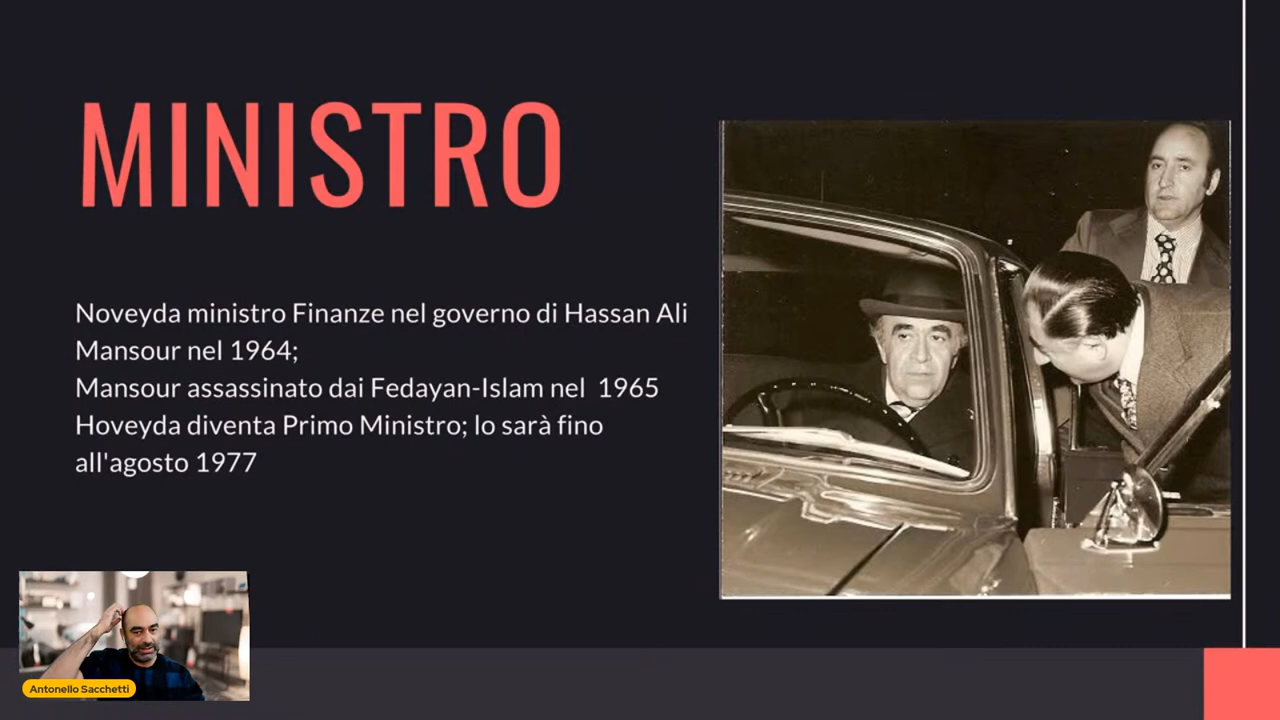 MINISTRO
Noveyda ministro Finanze nel governo di Hassan Ali
Mansour nel 1964;
Mansour assassinato dai Fedayan-Islam nel  1965
Hoveyda diventa Primo Ministro; lo sarà fino
all'agosto 1977
Antonello Sacchetti